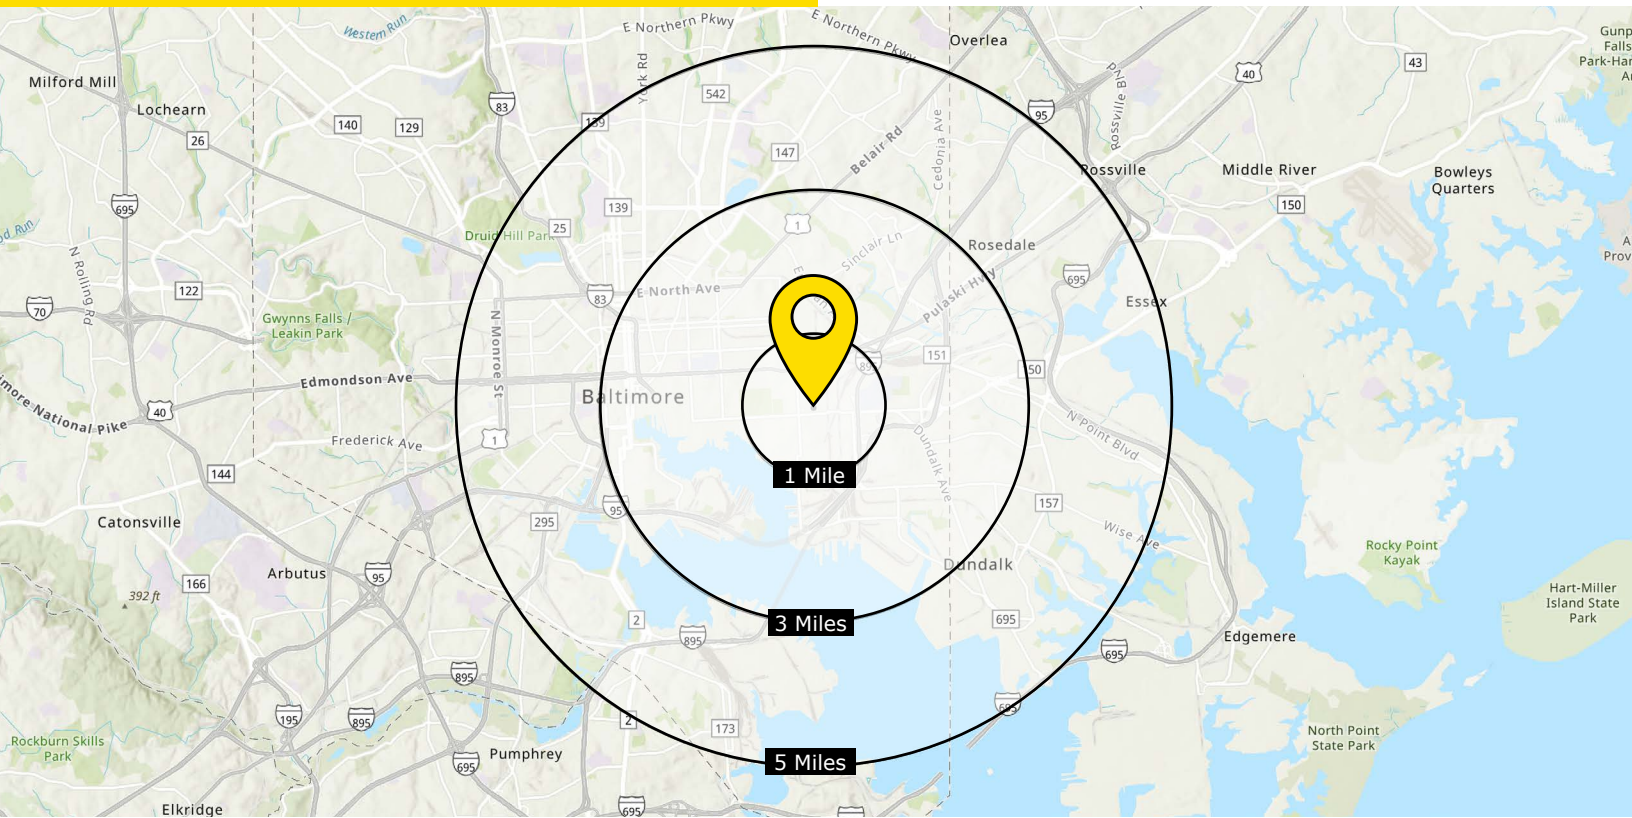 E Northern Pkwy
E Northern Pkwy
Western Run
Overlea
Milford Mill
York Rd
Rossville Blv
43
40
83
542
Lochearn
95
140
129
139
26
147
Belair Rd
Cedonia Ave
Rossville
Middle River
Bowleys
Quarters
695
139
150
1
25
Druid Hill Park
Sinclair Ln
Rosedale
N Rolling Rd
122
83
E North Ave
Pulaski Hwy
695
Essex
70
Gwynns Falls /
Leakin Park
N Monroe St
151
150
895
Edmondson Ave
Baltimore
40
more National Pike
Frederick Ave
1
N Point Blvd
Dundalk Ave
144
1 Mile
95
157
295
Catonsville
Wise Ave
Rocky Point
Kayak
Dundalk
Arbutus
95
166
392 ft
Hart-Miller
Island State
Park
2
3 Miles
695
895
Edgemere
695
895
695
195
895
2
173
Rockburn Skills
Park
Pumphrey
695
5 Miles
North Point
State Park
Elkridge
695